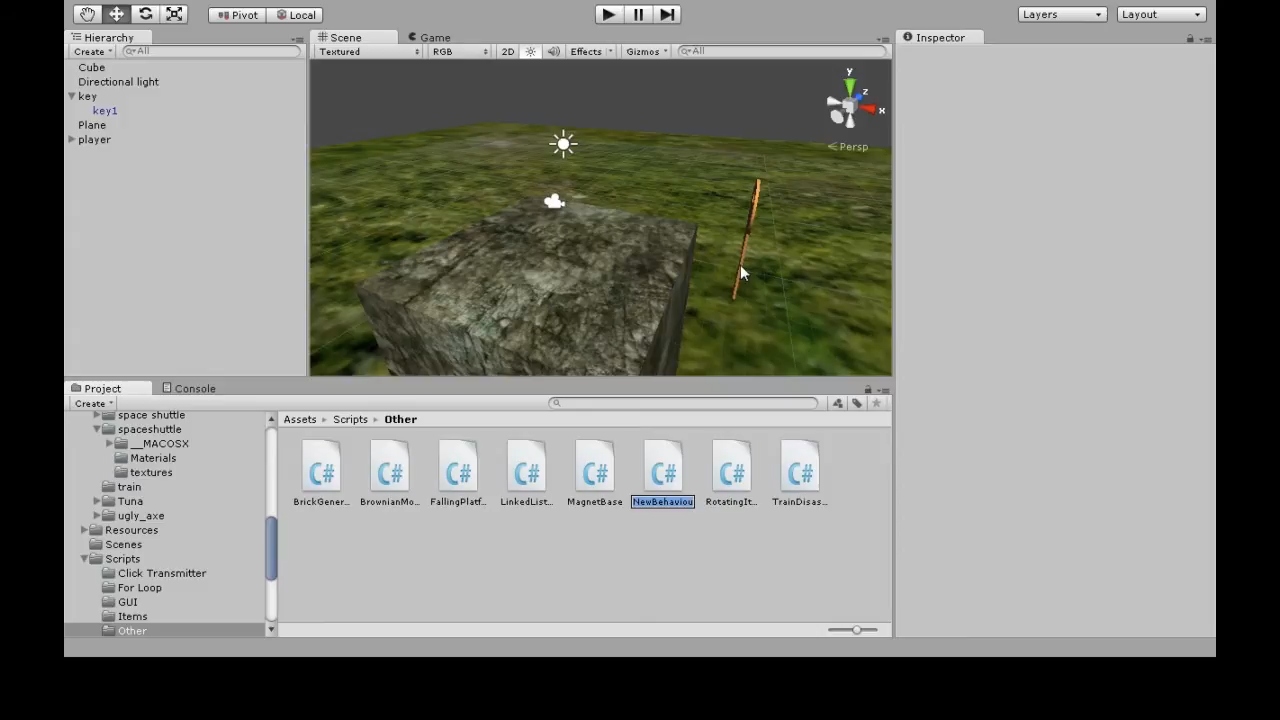 Pivot Local Layers Layout
Hierarchy Scene Game Inspector
Create All Textured RGB 2D Effects Gizmos All
Cube
Directional light
key
key1
Plane
player
y
z
x
Persp
Project Console
Create
space shuttle
spaceshuttle
__MACOSX
Materials
textures
train
Tuna
ugly_axe
Resources
Scenes
Scripts
Click Transmitter
For Loop
GUI
Items
Other
Assets Scripts Other
C# C# C# C# C# C# C# C#
BrickGener... BrownianMo... FallingPlatf... LinkedList... MagnetBase NewBehaviou RotatingIt... TrainDisas...